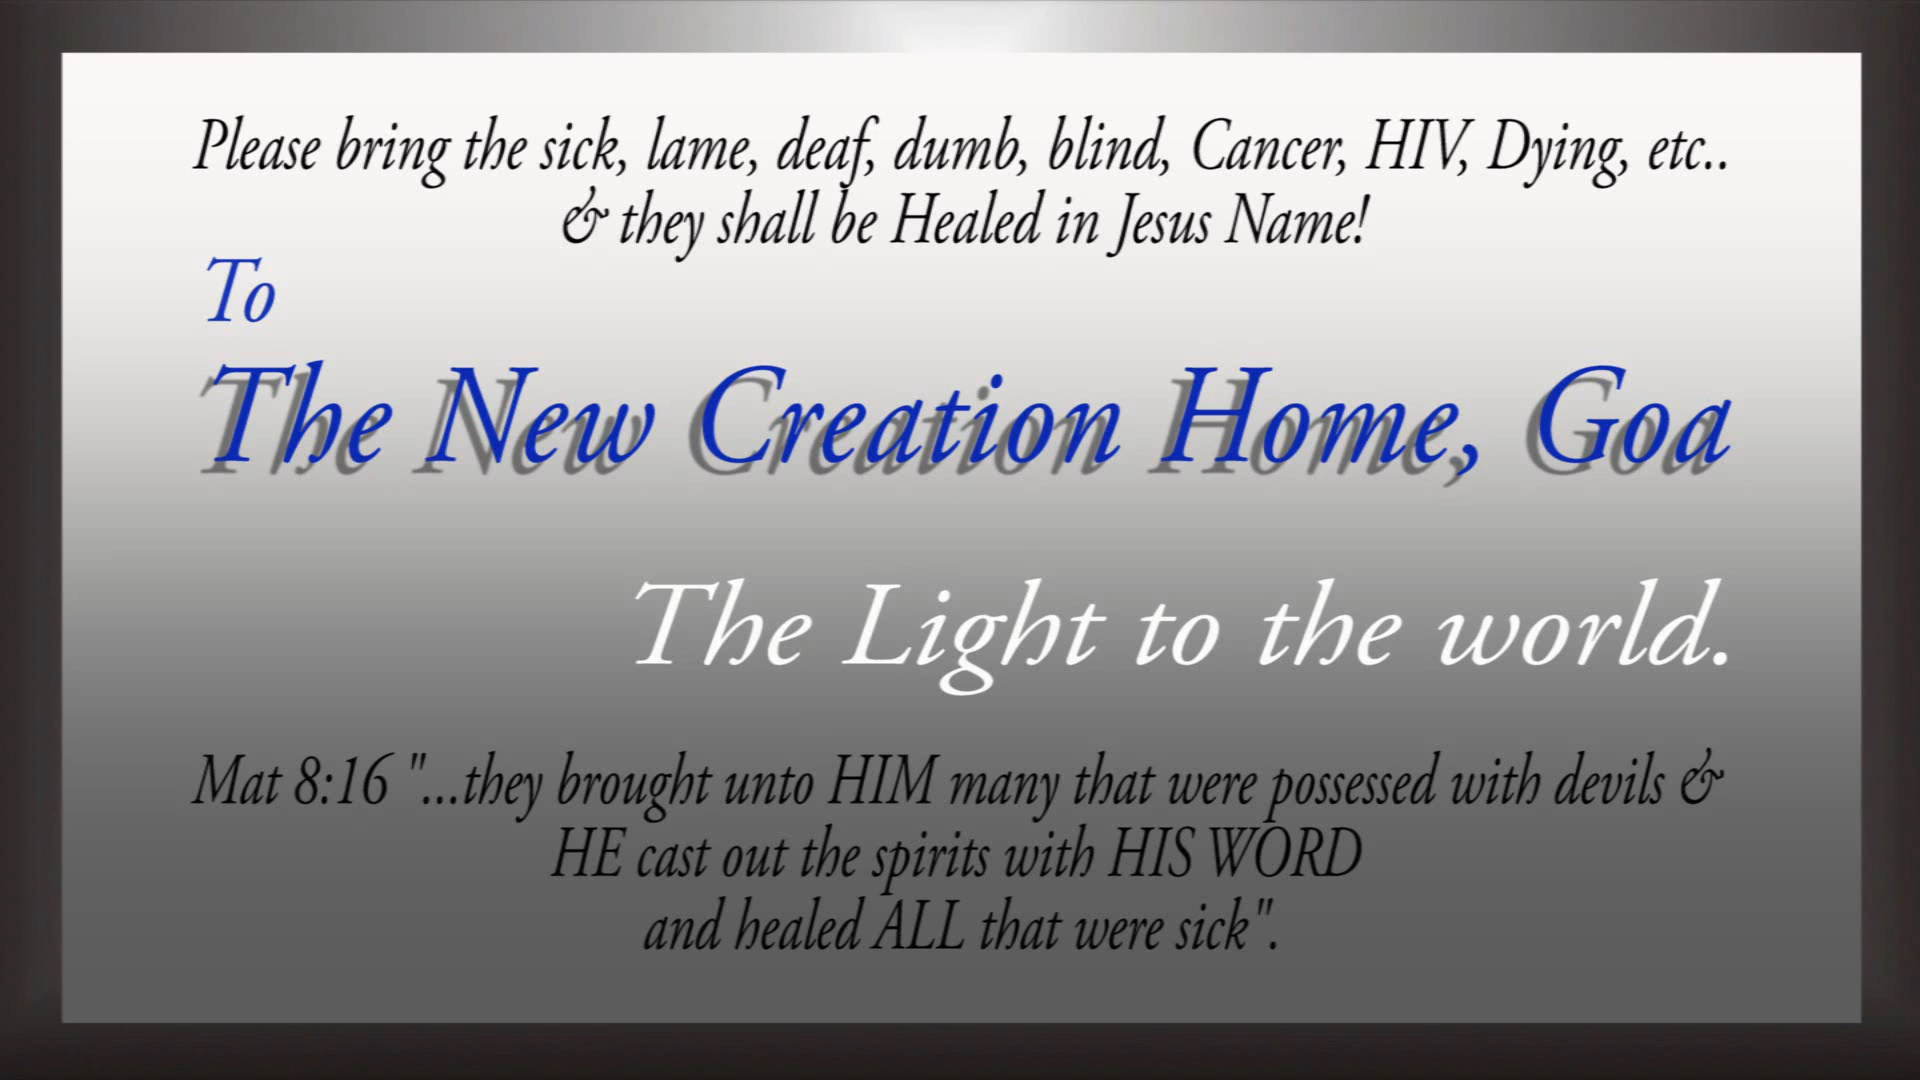 Please bring the sick, lame, deaf, dumb, blind, Cancer, HIV, Dying, etc..
& they shall be Healed in Jesus Name!
To
The New Creation Home, Goa
The Light to the world.
Mat 8:16 "...they brought unto HIM many that were possessed with devils &
HE cast out the spirits with HIS WORD
and healed ALL that were sick".